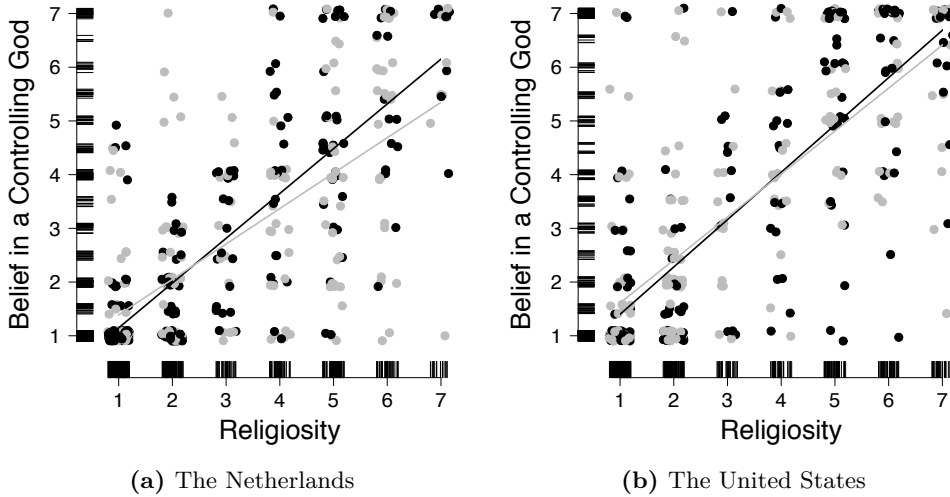 7
6
5
4
3
2
1
Belief in a Controlling God
1 2 3 4 5 6 7
Religiosity
(a) The Netherlands
7
6
5
4
3
2
1
Belief in a Controlling God
1 2 3 4 5 6 7
Religiosity
(b) The United States